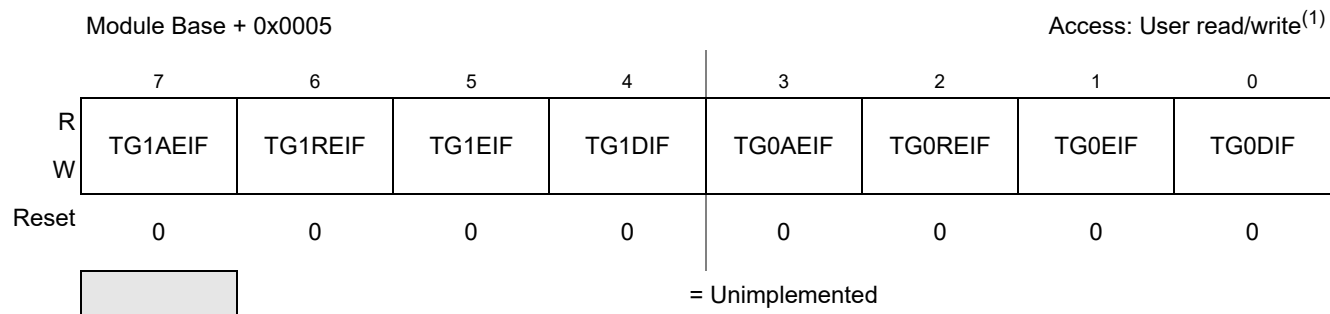 Module Base + 0x0005 Access: User read/write(1)
7 6 5 4 3 2 1 0
R
W
TG1AEIF TG1REIF TG1EIF TG1DIF TG0AEIF TG0REIF TG0EIF TG0DIF
Reset 0 0 0 0 0 0 0 0
= Unimplemented